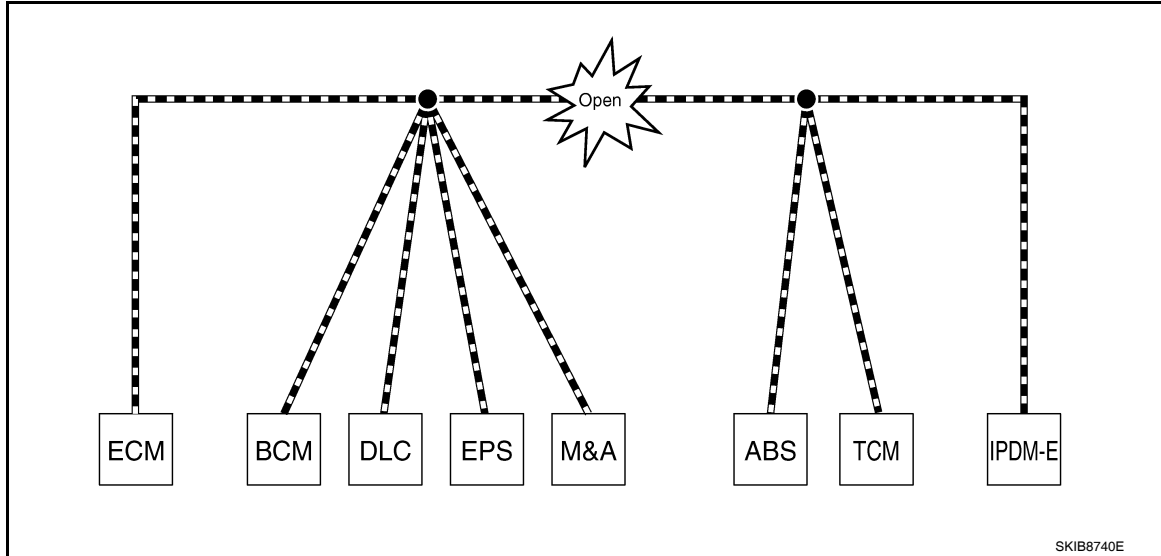 Open
ECM
BCM
DLC
EPS
M&A
ABS
TCM
IPDM-E
SKIB8740E